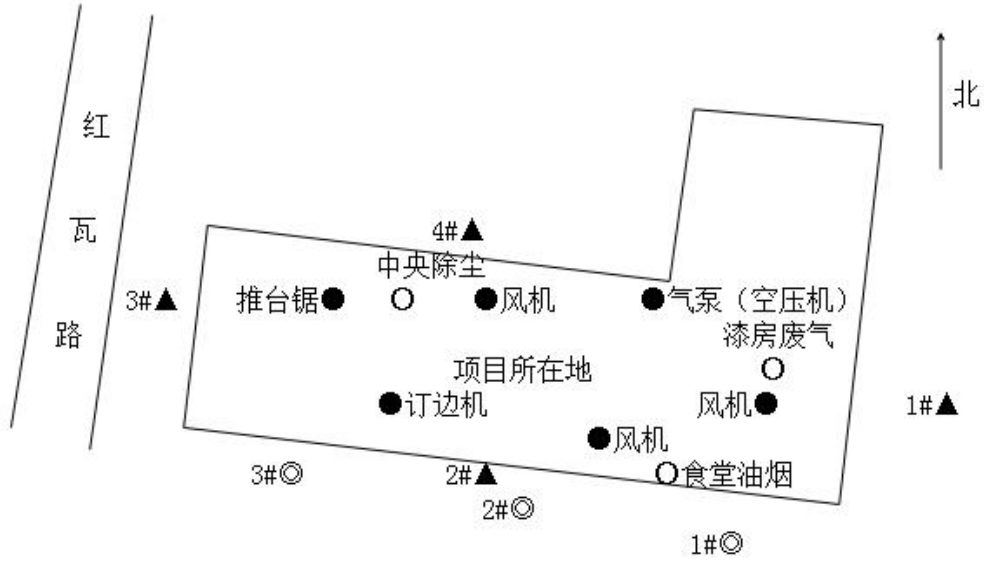 北
红
瓦
路
4#▲
中央除尘
3#▲
推台锯●
○
●风机
●气泵（空压机）
漆房废气
○
项目所在地
●订边机
风机●
1#▲
●风机
3#◎
2#▲
○食堂油烟
2#◎
1#◎